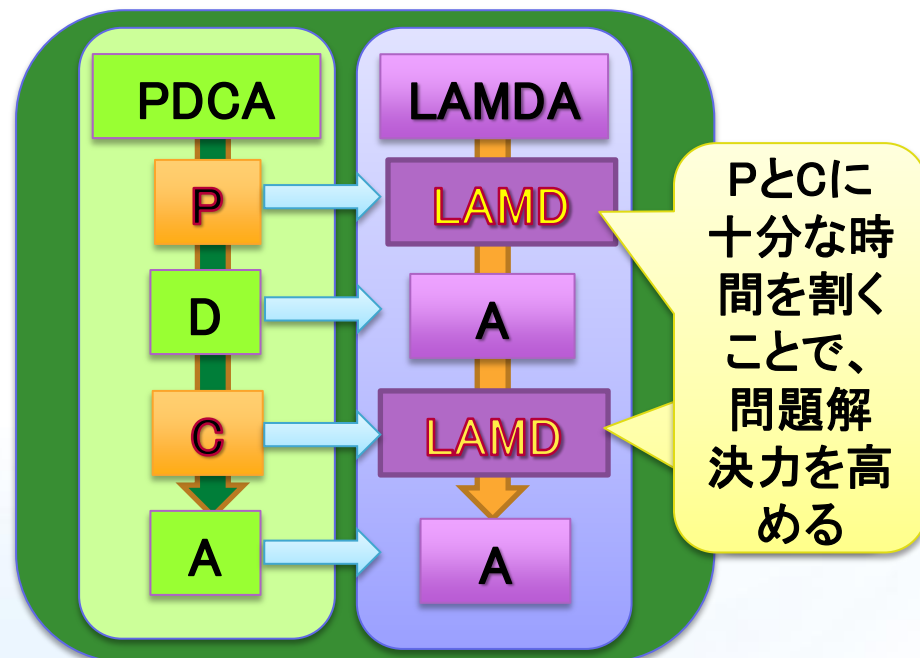 PDCA
P
D
C
A
LAMDA
LAMD
A
LAMD
A
PとCに
十分な時
間を割く
ことで、
問題解
決力を高
める